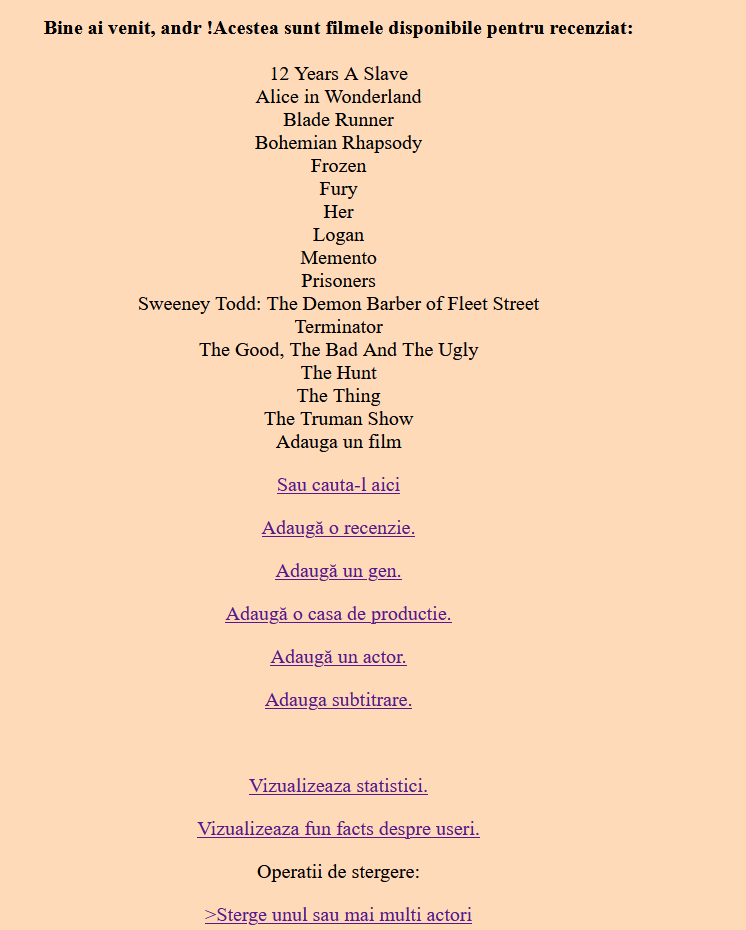 Bine ai venit, andr !Acestea sunt filmele disponibile pentru recenziat:
12 Years A Slave
Alice in Wonderland
Blade Runner
Bohemian Rhapsody
Frozen
Fury
Her
Logan
Memento
Prisoners
Sweeney Todd: The Demon Barber of Fleet Street
Terminator
The Good, The Bad And The Ugly
The Hunt
The Thing
The Truman Show
Adauga un film
Sau cauta-l aici
Adaugă o recenzie.
Adaugă un gen.
Adaugă o casa de productie.
Adaugă un actor.
Adauga subtitrare.
Vizualizeaza statistici.
Vizualizeaza fun facts despre useri.
Operatii de stergere:
>Sterge unul sau mai multi actori